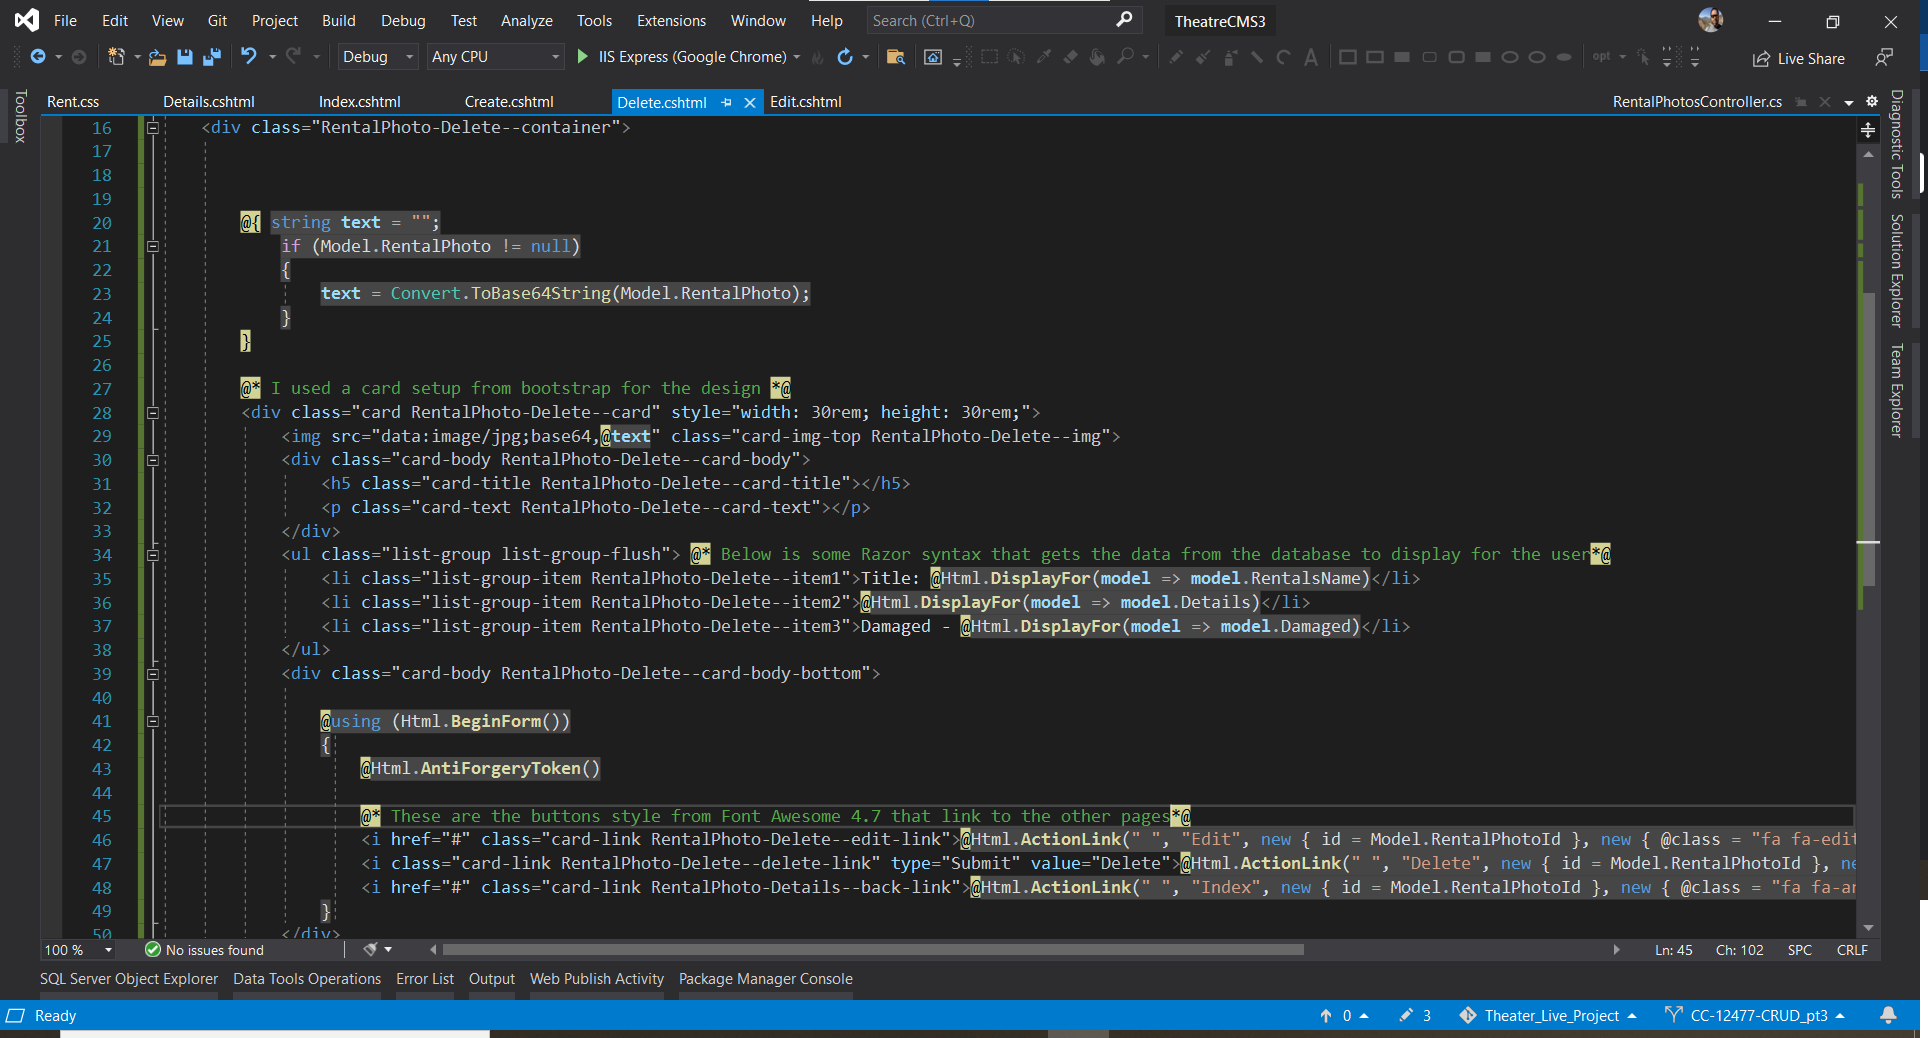 File Edit View Git Project Build Debug Test Analyze Tools Extensions Window Help Search (Ctrl+Q) TheatreCMS3
Debug Any CPU IIS Express (Google Chrome) opt Live Share
Toolbox
Rent.css Details.cshtml Index.cshtml Create.cshtml Delete.cshtml Edit.cshtml RentalPhotosController.cs
16 <div class="RentalPhoto-Delete--container">
17
18
19
20 @{ string text = "";
21 if (Model.RentalPhoto != null)
22 {
23 text = Convert.ToBase64String(Model.RentalPhoto);
24 }
25 }
26
27 @* I used a card setup from bootstrap for the design *@
28 <div class="card RentalPhoto-Delete--card" style="width: 30rem; height: 30rem;">
29 <img src="data:image/jpg;base64,@text" class="card-img-top RentalPhoto-Delete--img">
30 <div class="card-body RentalPhoto-Delete--card-body">
31 <h5 class="card-title RentalPhoto-Delete--card-title"></h5>
32 <p class="card-text RentalPhoto-Delete--card-text"></p>
33 </div>
34 <ul class="list-group list-group-flush"> @* Below is some Razor syntax that gets the data from the database to display for the user*@
35 <li class="list-group-item RentalPhoto-Delete--item1">Title: @Html.DisplayFor(model => model.RentalsName)</li>
36 <li class="list-group-item RentalPhoto-Delete--item2">@Html.DisplayFor(model => model.Details)</li>
37 <li class="list-group-item RentalPhoto-Delete--item3">Damaged - @Html.DisplayFor(model => model.Damaged)</li>
38 </ul>
39 <div class="card-body RentalPhoto-Delete--card-body-bottom">
40
41 @using (Html.BeginForm())
42 {
43 @Html.AntiForgeryToken()
44
45 @* These are the buttons style from Font Awesome 4.7 that link to the other pages*@
46 <i href="#" class="card-link RentalPhoto-Delete--edit-link">@Html.ActionLink(" ", "Edit", new { id = Model.RentalPhotoId }, new { @class = "fa fa-edit
47 <i class="card-link RentalPhoto-Delete--delete-link" type="Submit" value="Delete">@Html.ActionLink(" ", "Delete", new { id = Model.RentalPhotoId }, ne
48 <i href="#" class="card-link RentalPhoto-Details--back-link">@Html.ActionLink(" ", "Index", new { id = Model.RentalPhotoId }, new { @class = "fa fa-ar
49 }
50 </div>
Diagnostic Tools
Solution Explorer
Team Explorer
100 % No issues found Ln: 45 Ch: 102 SPC CRLF
SQL Server Object Explorer Data Tools Operations Error List Output Web Publish Activity Package Manager Console
Ready 0 3 Theater_Live_Project CC-12477-CRUD_pt3